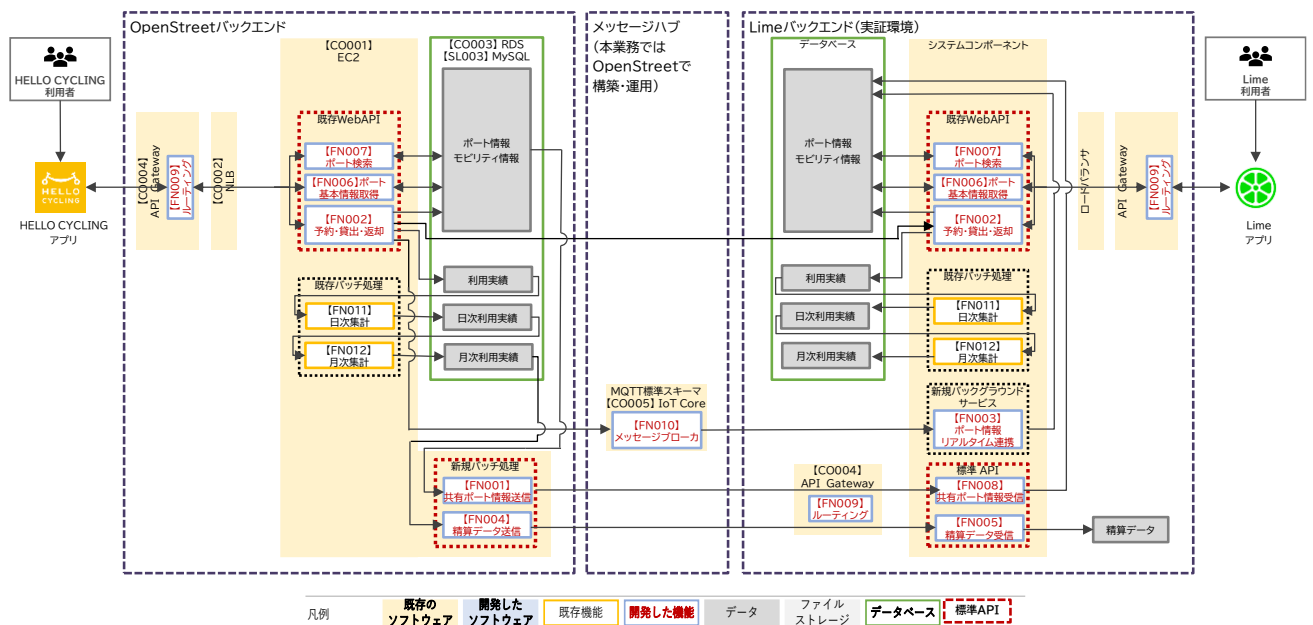 OpenStreetバックエンド
メッセージハブ
(本業務では
OpenStreetで
構築・運用)
Limeバックエンド(実証環境)
HELLO CYCLING
利用者
HELLO
CYCLING
HELLO CYCLING
アプリ
【CO004】
API Gateway
【FN009】
ルーティング
【CO002】
NLB
【CO001】
EC2
既存WebAPI
【FN007】
ポート検索
【FN006】ポート
基本情報取得
【FN002】
予約・貸出・返却
既存バッチ処理
【FN011】
日次集計
【FN012】
月次集計
【CO003】 RDS
【SL003】 MySQL
ポート情報
モビリティ情報
利用実績
日次利用実績
月次利用実績
新規バッチ処理
【FN001】
共有ポート情報送信
【FN004】
精算データ送信
MQTT標準スキーマ
【CO005】 IoT Core
【FN010】
メッセージブローカ
データベース
ポート情報
モビリティ情報
利用実績
日次利用実績
月次利用実績
【CO004】
API Gateway
【FN009】
ルーティング
システムコンポーネント
既存WebAPI
【FN007】
ポート検索
【FN006】ポート
基本情報取得
【FN002】
予約・貸出・返却
既存バッチ処理
【FN011】
日次集計
【FN012】
月次集計
新規バックグラウンド
サービス
【FN003】
ポート情報
リアルタイム連携
標準 API
【FN008】
共有ポート情報受信
【FN005】
精算データ受信
精算データ
ロードバランサ
API Gateway
【FN009】
ルーティング
Lime
利用者
Lime
アプリ
凡例
既存の
ソフトウェア
開発した
ソフトウェア
既存機能
開発した機能
データ
ファイル
ストレージ
データベース
標準API